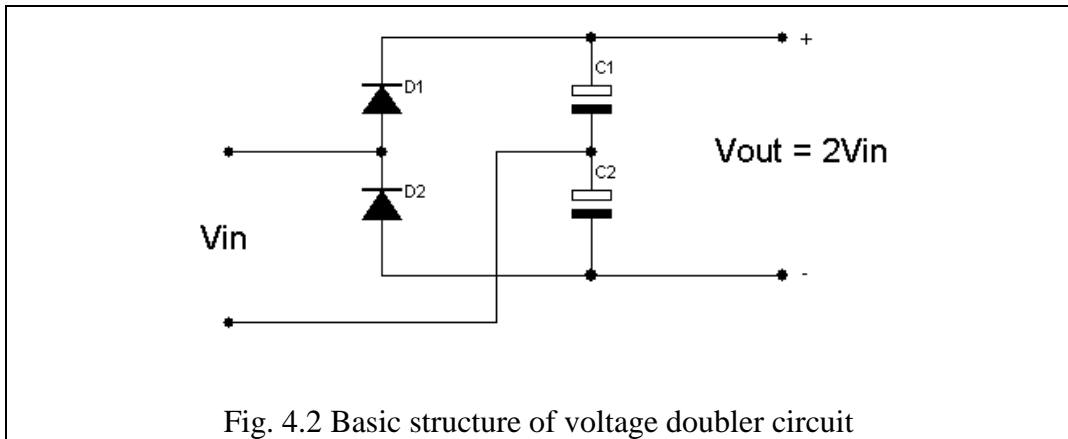 +
C1
D1
Vout = 2Vin
C2
D2
Vin
-
Fig. 4.2 Basic structure of voltage doubler circuit